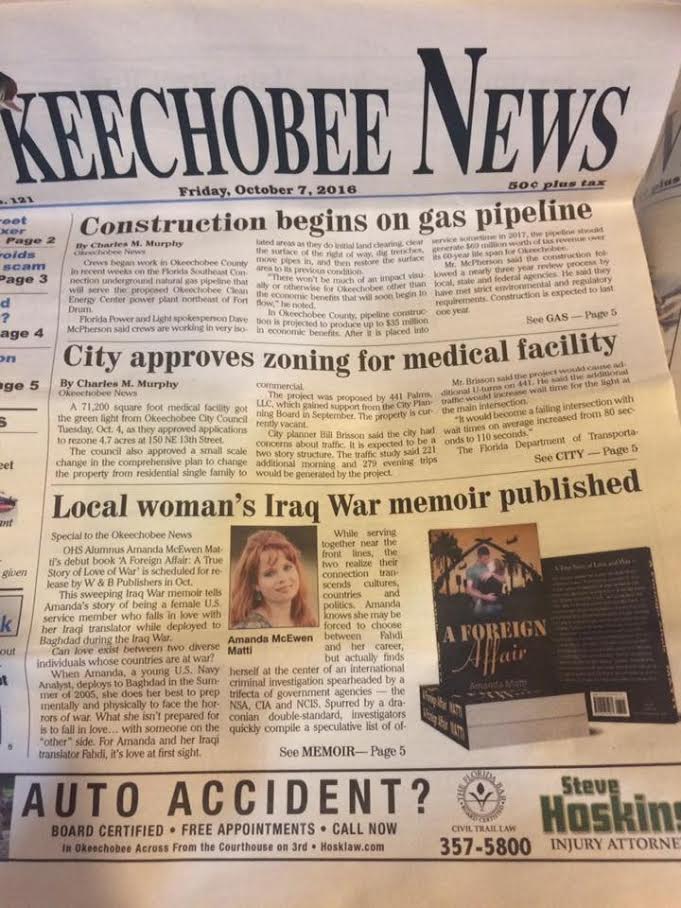 KEECHOBEE NEWS
. 121
Friday, October 7, 2016
50¢ plus tax
Page 2
scam
Page 3
age 4
on
age 5
given
out
Construction begins on gas pipeline
By Charles M. Murphy
Okeechobee News
Crews began work in Okeechobee County
in recent weeks on the Florida Southeast Con-
nection underground natural gas pipeline that
will serve the proposed Okeechobee Clean
Energy Center power plant northeast of Fort
Drum.
Florida Power and Light spokesperson Dave
McPherson said crews are working in very iso-
lated areas as they do initial land clearing, clear
the surface of the right of way, dig trenches,
move pipes in, and then restore the surface
area to its previous condition.
"There won't be much of an impact visu-
ally or otherwise for Okeechobee other than
the economic benefits that will soon begin to
flow," he noted.
In Okeechobee County, pipeline construc-
tion is projected to produce up to $35 million
in economic benefits. After it is placed into
service sometime in 2017, the pipeline should
generate $69 million worth of tax revenue over
its 60-year life span for Okeechobee.
Mr. McPherson said the construction fol-
lowed a nearly three year review process by
local, state and federal agencies. He said they
have met strict environmental and regulatory
requirements. Construction is expected to last
one year.
See GAS — Page 5
City approves zoning for medical facility
By Charles M. Murphy
Okeechobee News
A 71,200 square foot medical facility got
the green light from Okeechobee City Council
Tuesday, Oct. 4, as they approved applications
to rezone 4.7 acres at 150 NE 13th Street.
The council also approved a small scale
change in the comprehensive plan to change
the property from residential single family to
commercial.
The project was proposed by 441 Palms,
LLC, which gained support from the City Plan-
ning Board in September. The property is cur-
rently vacant.
City planner Bill Brisson said the city had
concerns about traffic. It is expected to be a
two story structure. The traffic study said 221
additional morning and 279 evening trips
would be generated by the project.
Mr. Brisson said the project would cause ad-
ditional U-turns on 441. He said the additional
traffic would increase wait time for the light at
the main intersection.
"It would become a failing intersection with
wait times on average increased from 80 sec-
onds to 110 seconds."
The Florida Department of Transporta-
See CITY — Page 5
Local woman's Iraq War memoir published
Special to the Okeechobee News
OHS Alumnus Amanda McEwen Mat-
ti's debut book 'A Foreign Affair: A True
Story of Love of War' is scheduled for re-
lease by W & B Publishers in Oct.
This sweeping Iraq War memoir tells
Amanda's story of being a female U.S.
service member who falls in love with
her Iraqi translator while deployed to
Baghdad during the Iraq War.
Can love exist between two diverse
individuals whose countries are at war?
When Amanda, a young U.S. Navy
Analyst, deploys to Baghdad in the Sum-
mer of 2005, she does her best to prep
mentally and physically to face the hor-
rors of war. What she isn't prepared for
is to fall in love… with someone on the
"other" side. For Amanda and her Iraqi
translator Fahdi, it's love at first sight.
Amanda McEwen
Matti
While serving
together near the
front lines, the
two realize their
connection tran-
scends cultures,
countries and
politics. Amanda
knows she may be
forced to choose
between Fahdi
and her career,
but actually finds
herself at the center of an international
criminal investigation spearheaded by a
trifecta of government agencies — the
NSA, CIA and NCIS. Spurred by a dra-
conian double-standard, investigators
quickly compile a speculative list of of-
See MEMOIR— Page 5
A FOREIGN
Affair
Amanda Matti
AUTO ACCIDENT?
BOARD CERTIFIED • FREE APPOINTMENTS • CALL NOW
In Okeechobee Across From the Courthouse on 3rd • Hosklaw.com
THE FLORIDA BAR
BOARD CERTIFIED
CIVIL TRAIL LAW
357-5800
Steve
Hoskins
INJURY ATTORNE